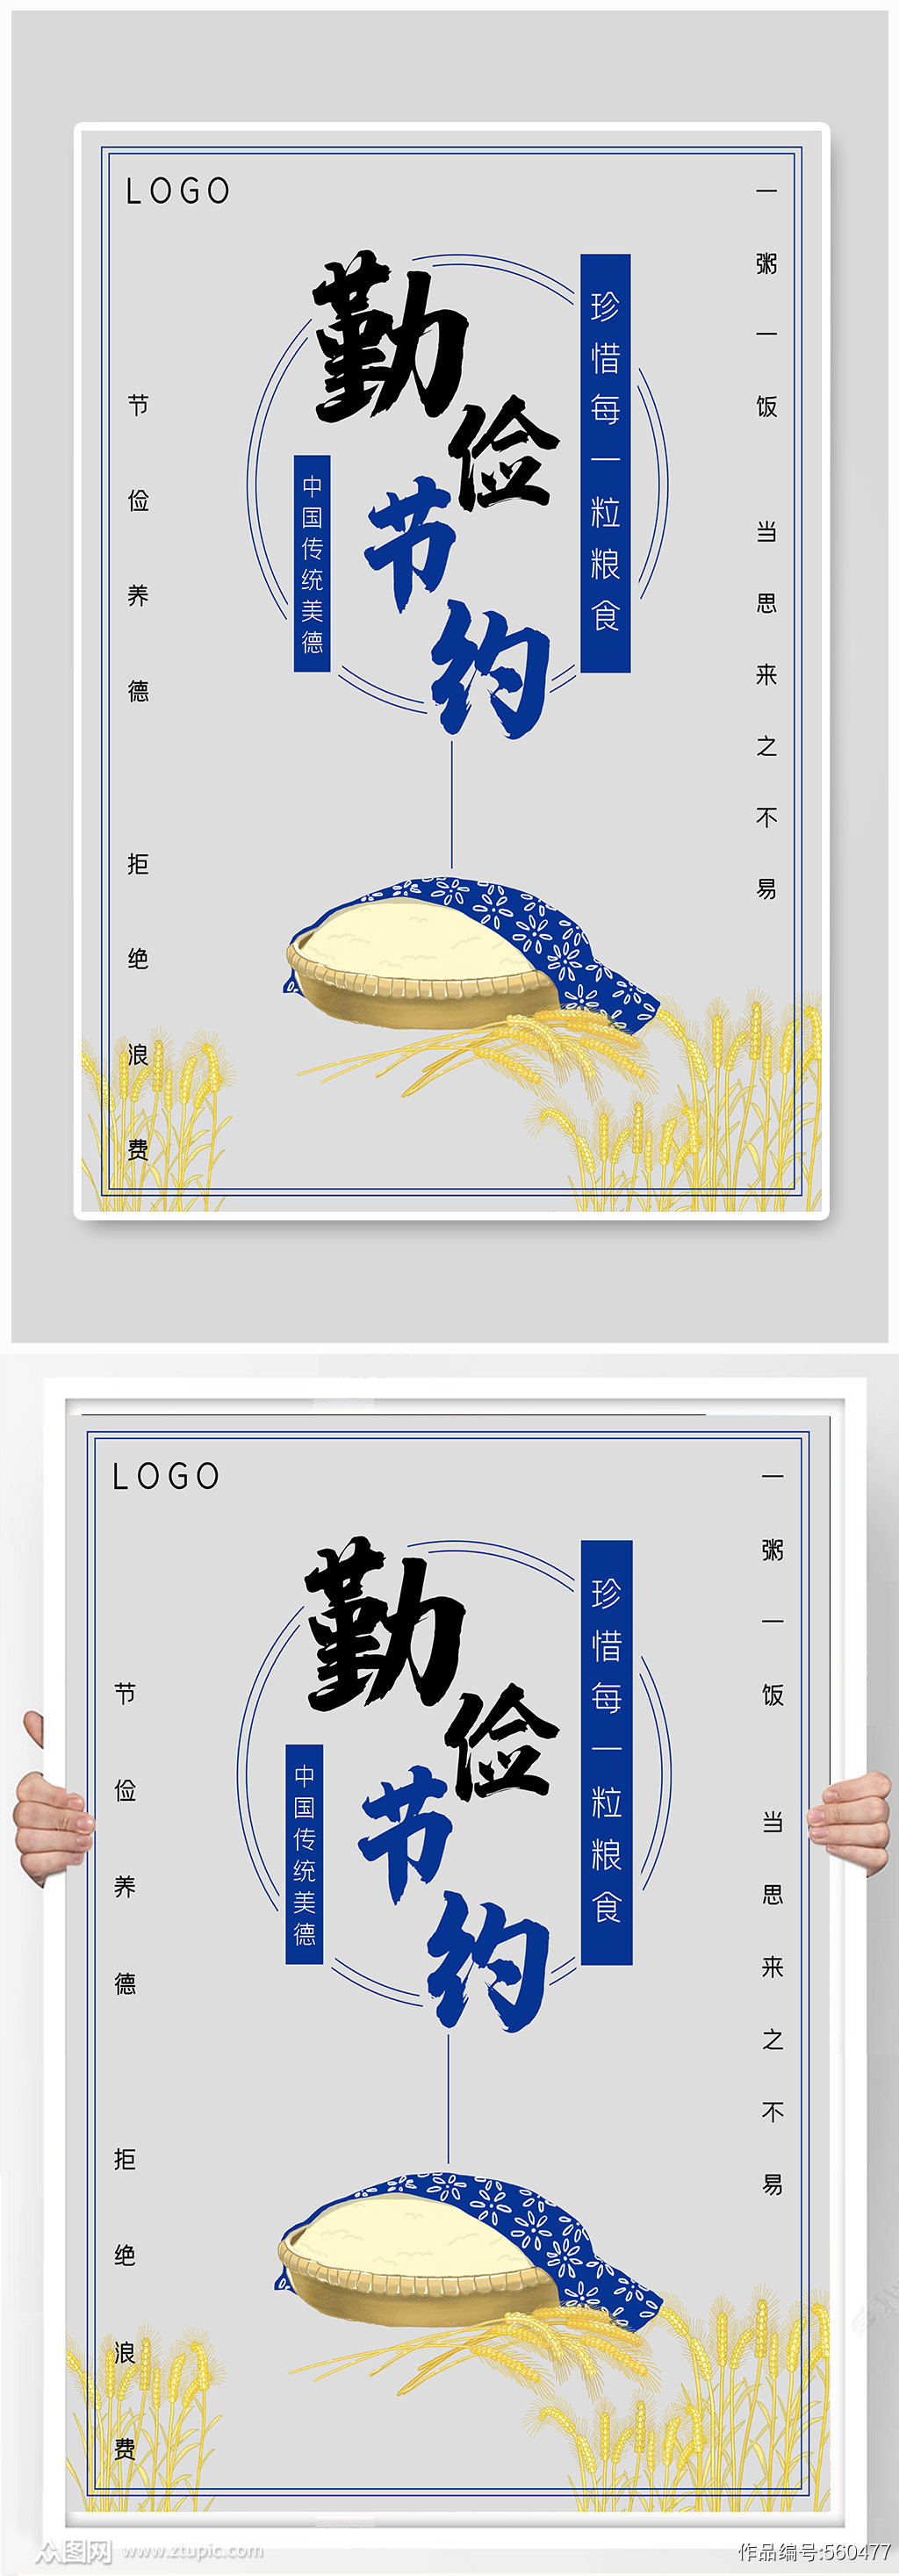 LOGO
一粥一饭 当思来之不易
珍惜每一粒粮食
勤俭
节约
中国传统美德
节俭养德 拒绝浪费
LOGO
一粥一饭 当思来之不易
珍惜每一粒粮食
勤俭
节约
中国传统美德
节俭养德 拒绝浪费
众图网 www.ztupic.com
作品编号:560477